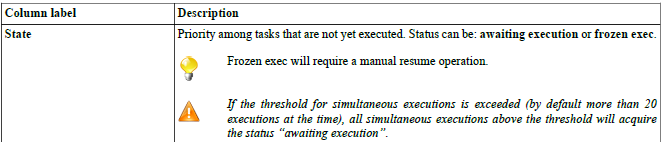 Column label Description
State Priority among tasks that are not yet executed. Status can be: awaiting execution or frozen exec.
Frozen exec will require a manual resume operation.
If the threshold for simultaneous executions is exceeded (by default more than 20
executions at the time), all simultaneous executions above the threshold will acquire
the status “awaiting execution”.